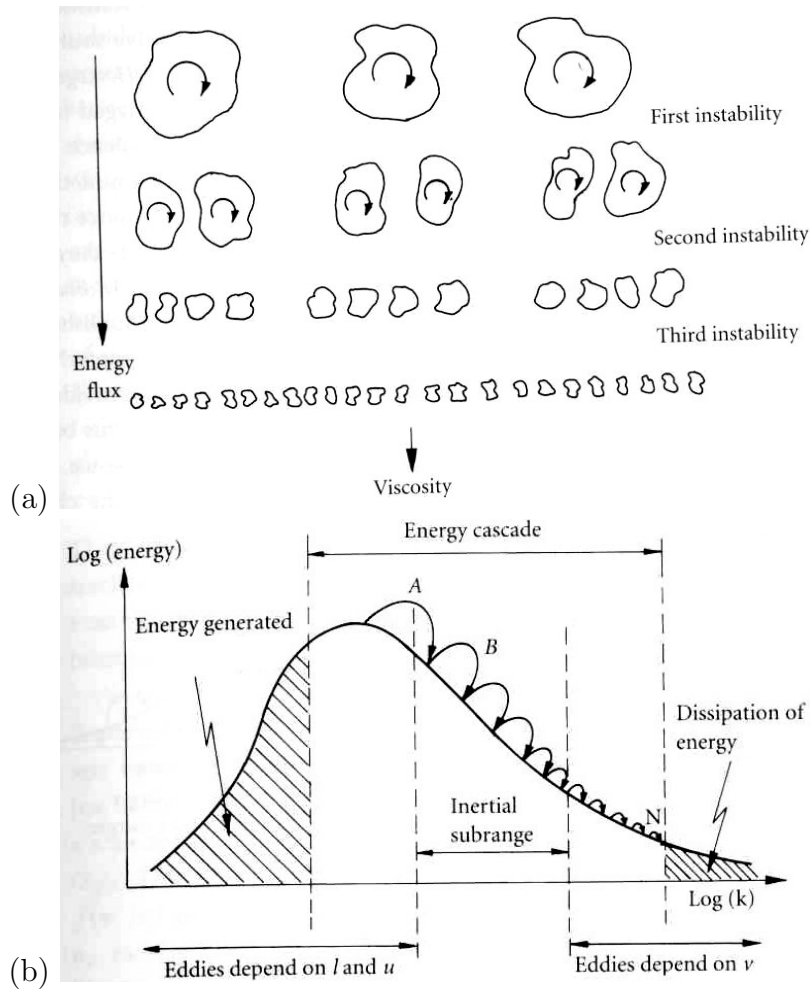 First instability
Second instability
Third instability
Energy
flux
Viscosity
(a)
Energy cascade
Log (energy)
A
Energy generated
B
Dissipation of
energy
N
Inertial
subrange
Log (k)
(b)
Eddies depend on l and u
Eddies depend on ν